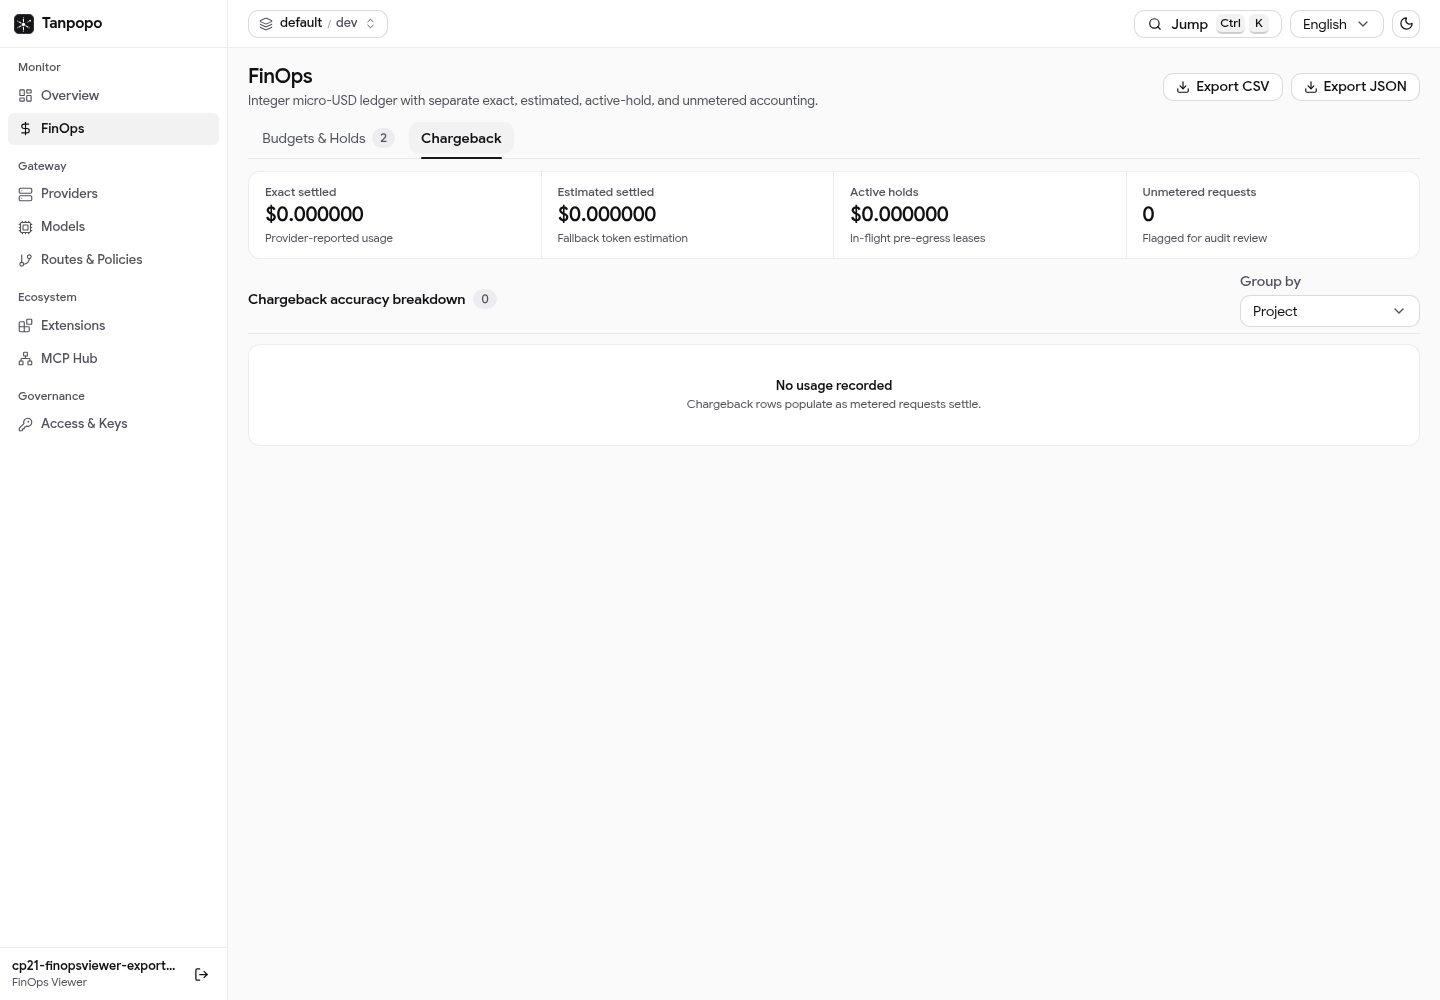 Tanpopo
default / dev
Jump Ctrl K
English
Monitor
Overview
FinOps
Gateway
Providers
Models
Routes & Policies
Ecosystem
Extensions
MCP Hub
Governance
Access & Keys
cp21-finopsviewer-export...
FinOps Viewer
FinOps
Integer micro-USD ledger with separate exact, estimated, active-hold, and unmetered accounting.
Export CSV
Export JSON
Budgets & Holds 2
Chargeback
Exact settled
$0.000000
Provider-reported usage
Estimated settled
$0.000000
Fallback token estimation
Active holds
$0.000000
In-flight pre-egress leases
Unmetered requests
0
Flagged for audit review
Chargeback accuracy breakdown 0
Group by
Project
No usage recorded
Chargeback rows populate as metered requests settle.